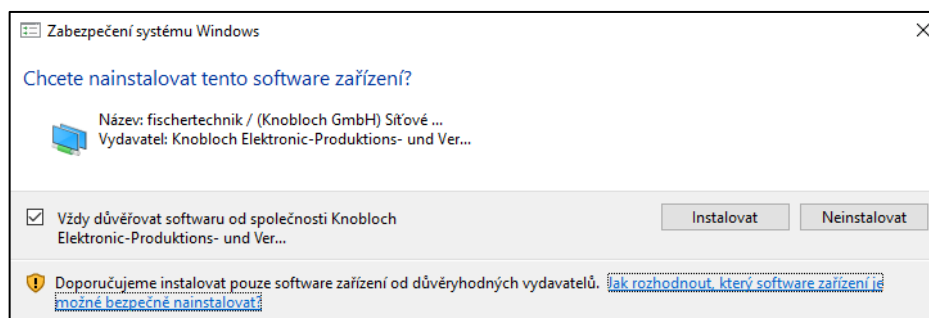 Zabezpečení systému Windows
Chcete nainstalovat tento software zařízení?
Název: fischertechnik / (Knobloch GmbH) Síťové ...
Vydavatel: Knobloch Elektronic-Produktions- und Ver...
Vždy důvěřovat softwaru od společnosti Knobloch
Elektronic-Produktions- und Ver...
Instalovat
Neinstalovat
Doporučujeme instalovat pouze software zařízení od důvěryhodných vydavatelů. Jak rozhodnout, který software zařízení je
možné bezpečně nainstalovat?